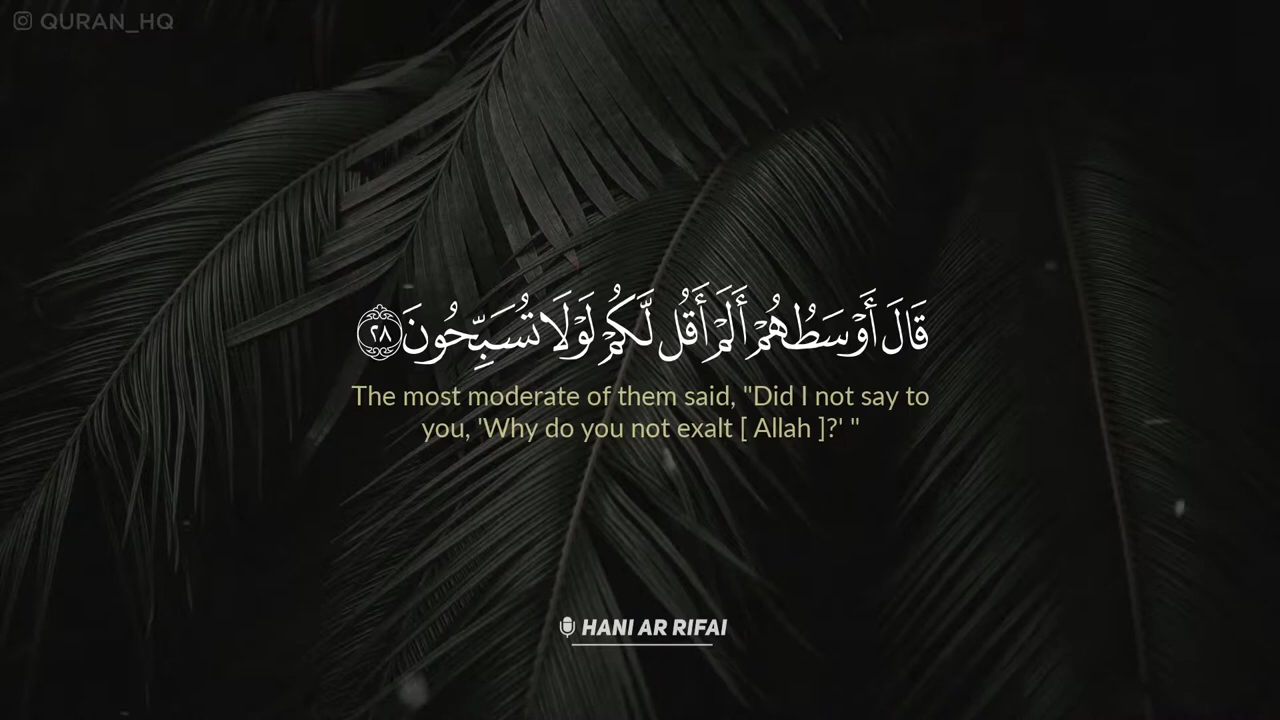 QURAN_HQ
قَالَ أَوْسَطُهُمْ أَلَمْ أَقُل لَّكُمْ لَوْلَا تُسَبِّحُونَ ٢٨
The most moderate of them said, "Did I not say to
you, 'Why do you not exalt [ Allah ]?' "
HANI AR RIFAI